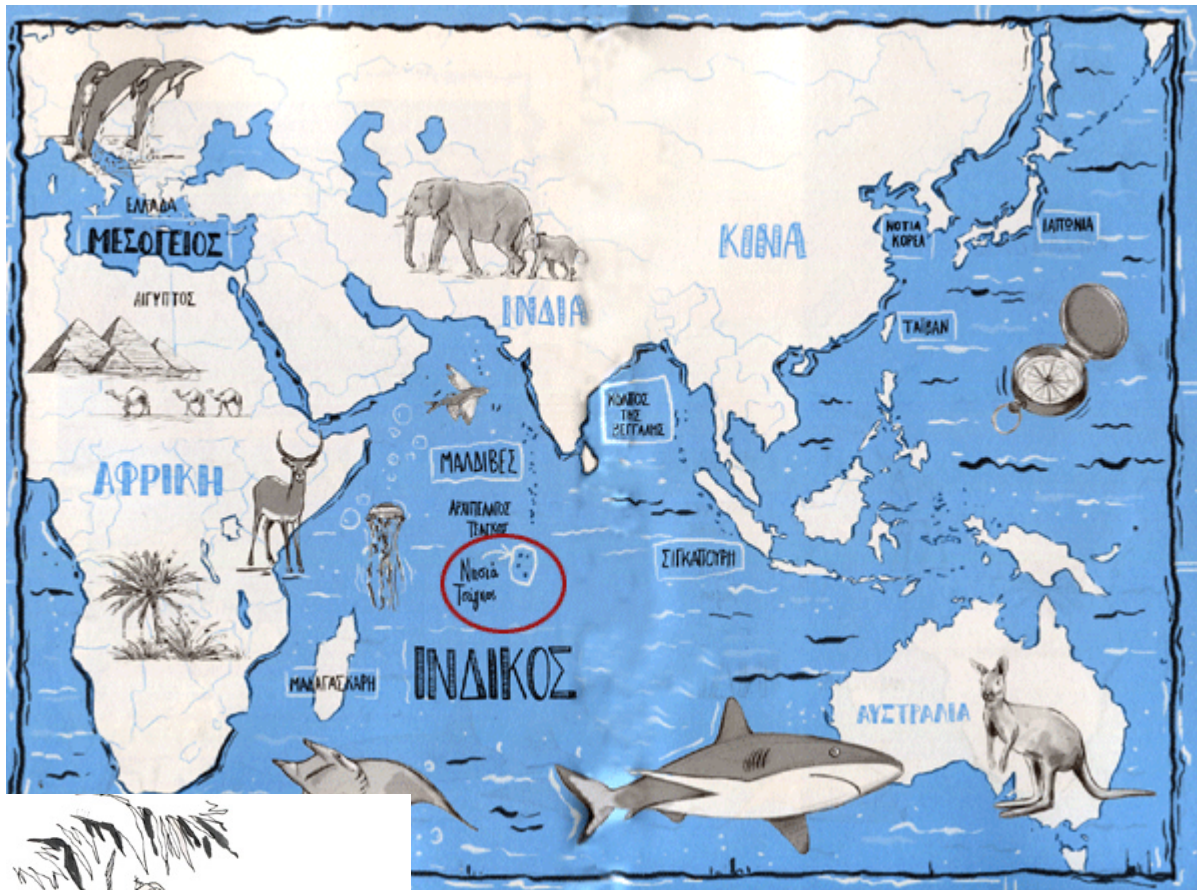 ΕΛΛΑΔΑ
ΜΕΣΟΓΕΙΟΣ
ΑΙΓΥΠΤΟΣ
ΑΦΡΙΚΗ
ΙΝΔΙΑ
ΚΙΝΑ
ΝΟΤΙΑ
ΚΟΡΕΑ
ΙΑΠΩΝΙΑ
ΤΑΪΒΑΝ
ΚΟΛΠΟΣ
ΤΗΣ
ΒΕΓΓΑΛΗΣ
ΜΑΛΔΙΒΕΣ
ΑΡΧΙΠΕΛΑΓΟΣ
ΤΣΑΓΚΟΣ
Νησιά
Τσάγκος
ΣΙΓΚΑΠΟΥΡΗ
ΜΑΔΑΓΑΣΚΑΡΗ
ΙΝΔΙΚΟΣ
ΑΥΣΤΡΑΛΙΑ